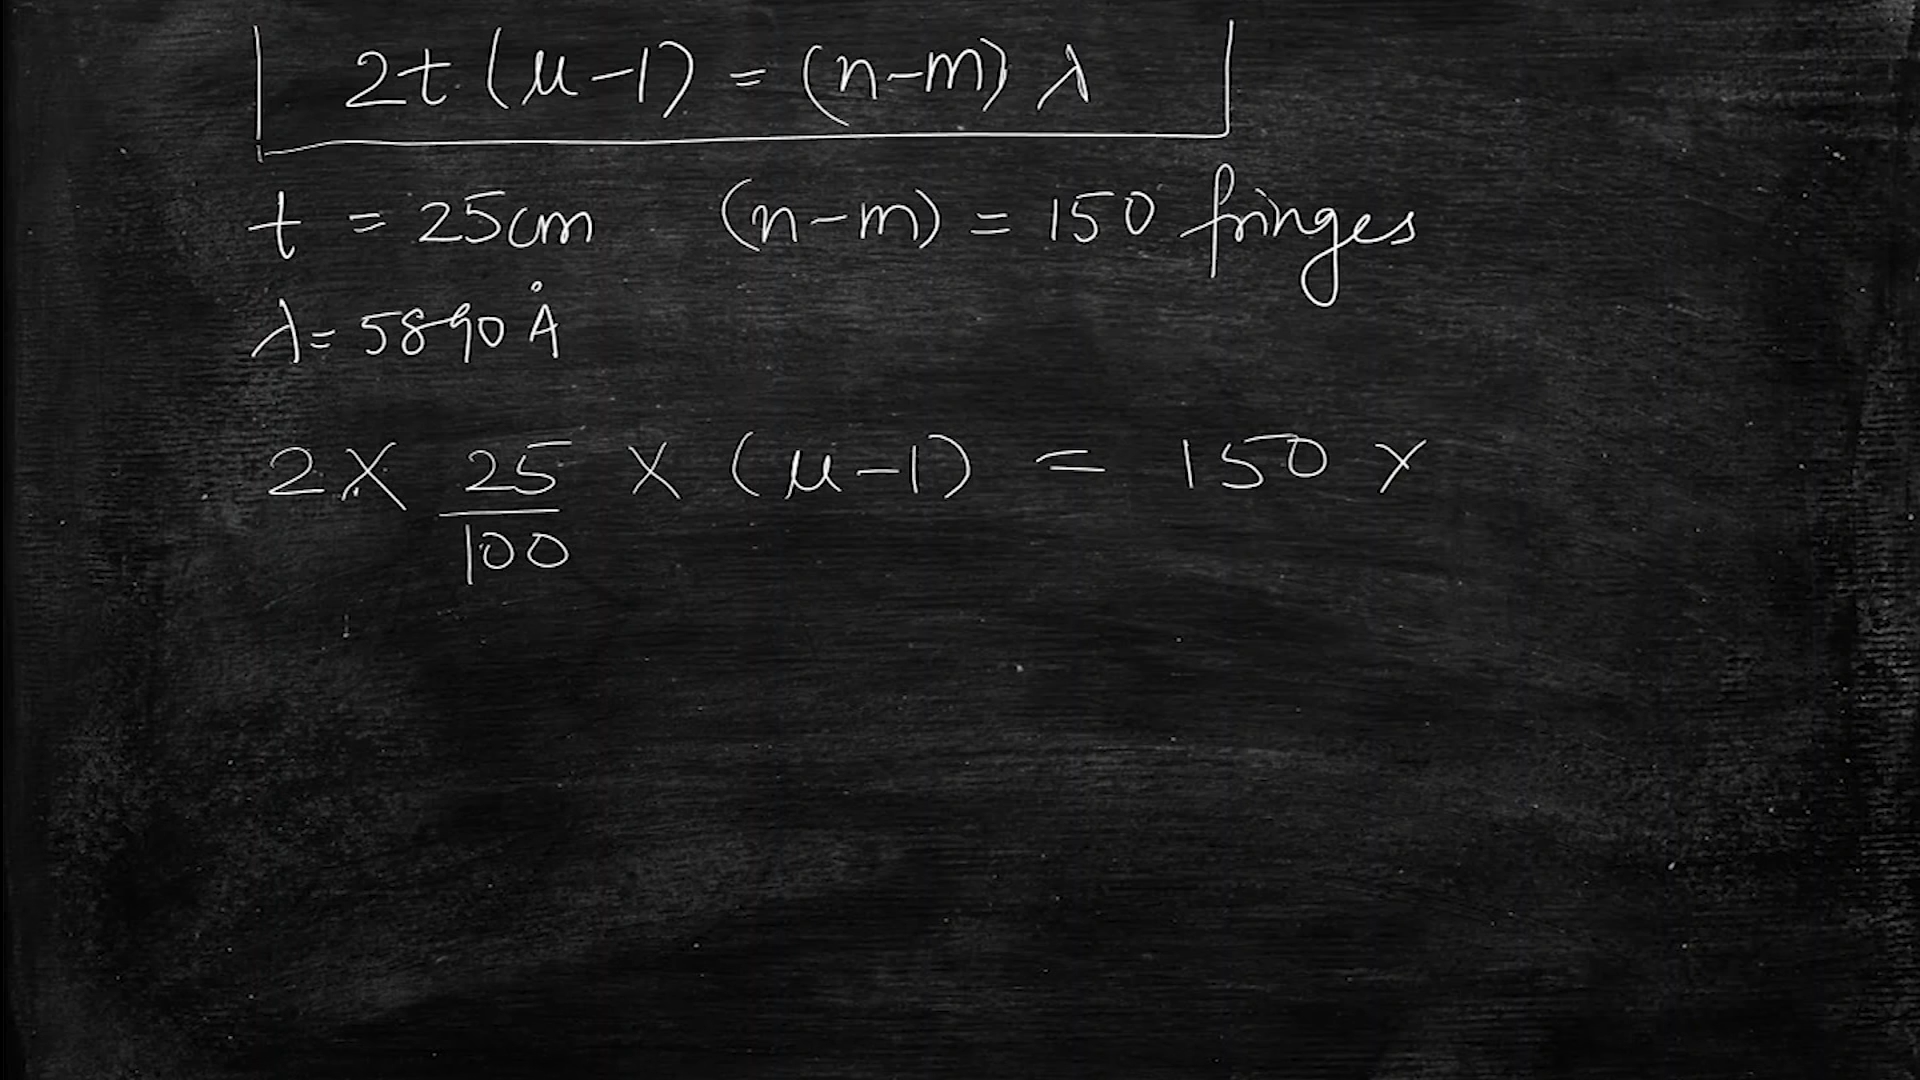 2t (μ-1) = (n-m) λ
t = 25cm (n-m) = 150 fringes
λ = 5890 Å
2 × 25/100 × (μ-1) = 150 ×